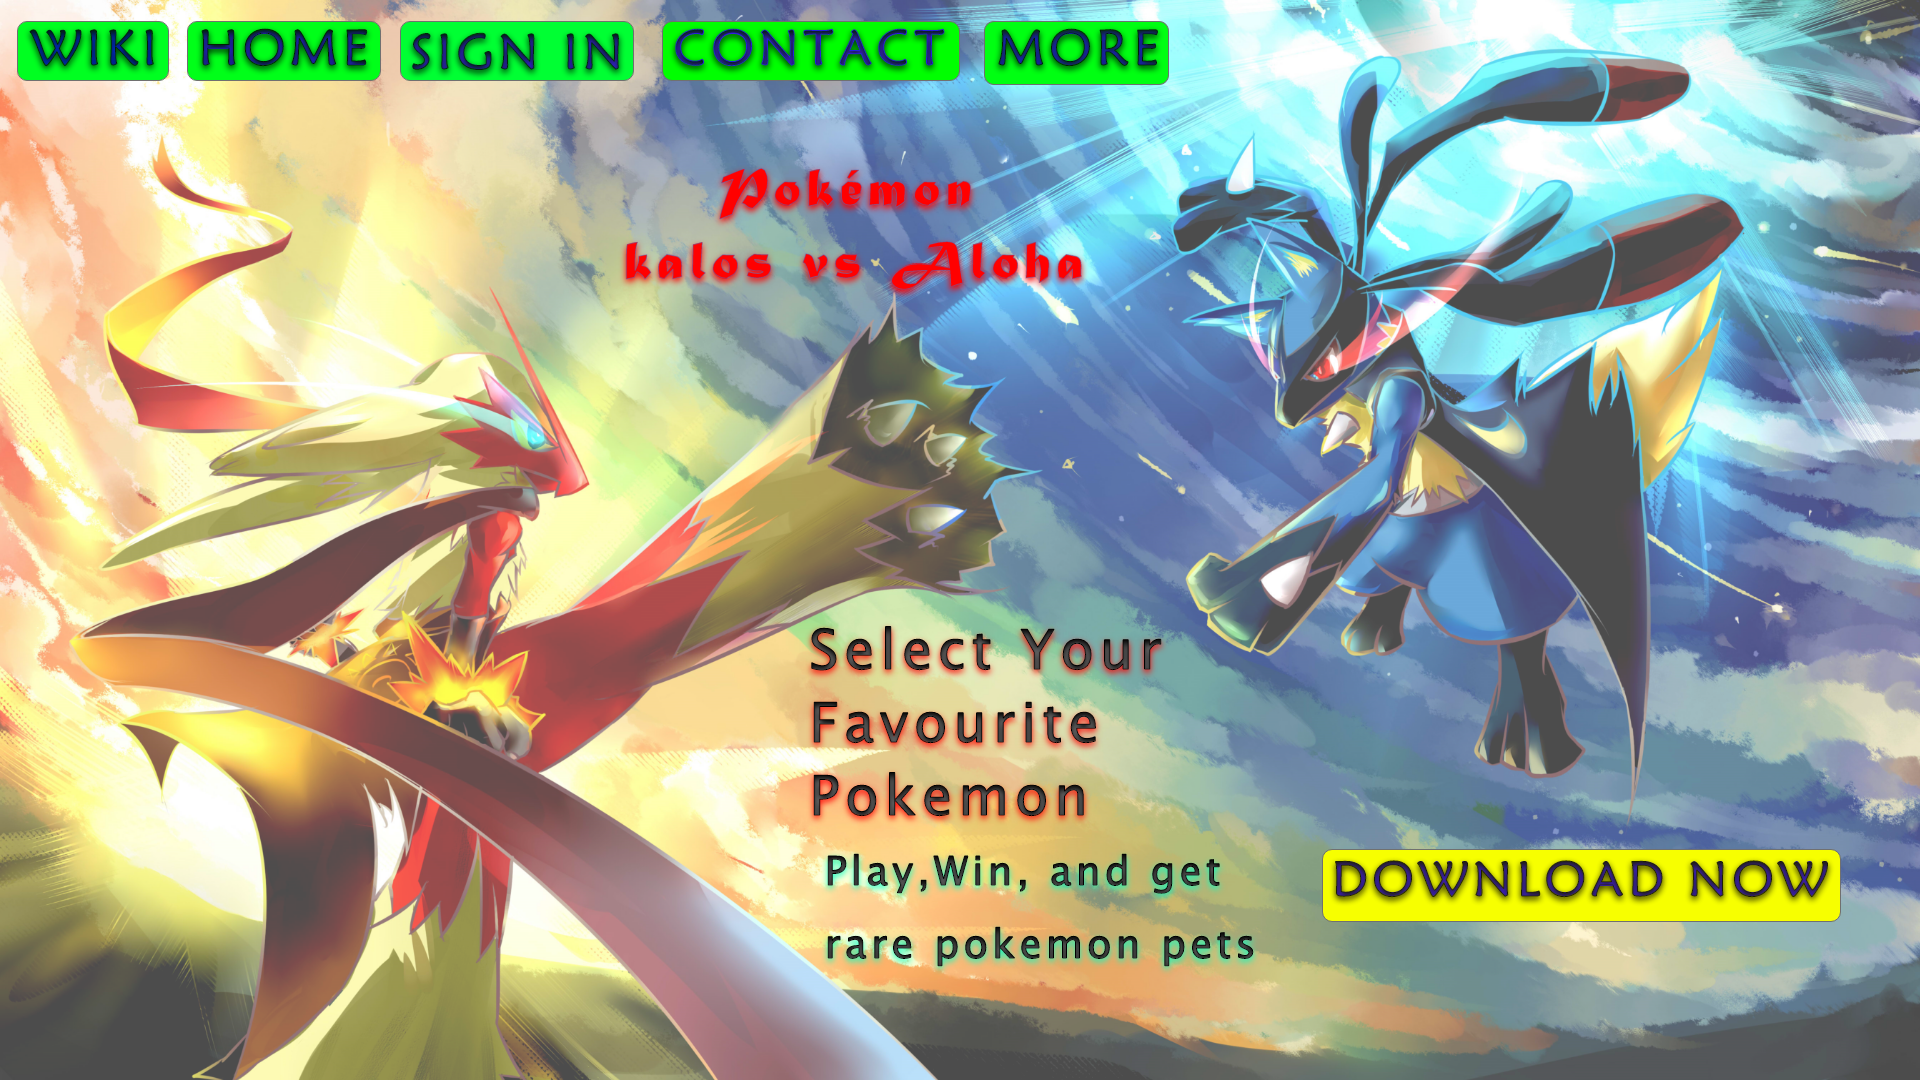 WIKI HOME SIGN IN CONTACT MORE
Pokémon
kalos vs Aloha
Select Your
Favourite
Pokemon
Play,Win, and get
rare pokemon pets
DOWNLOAD NOW